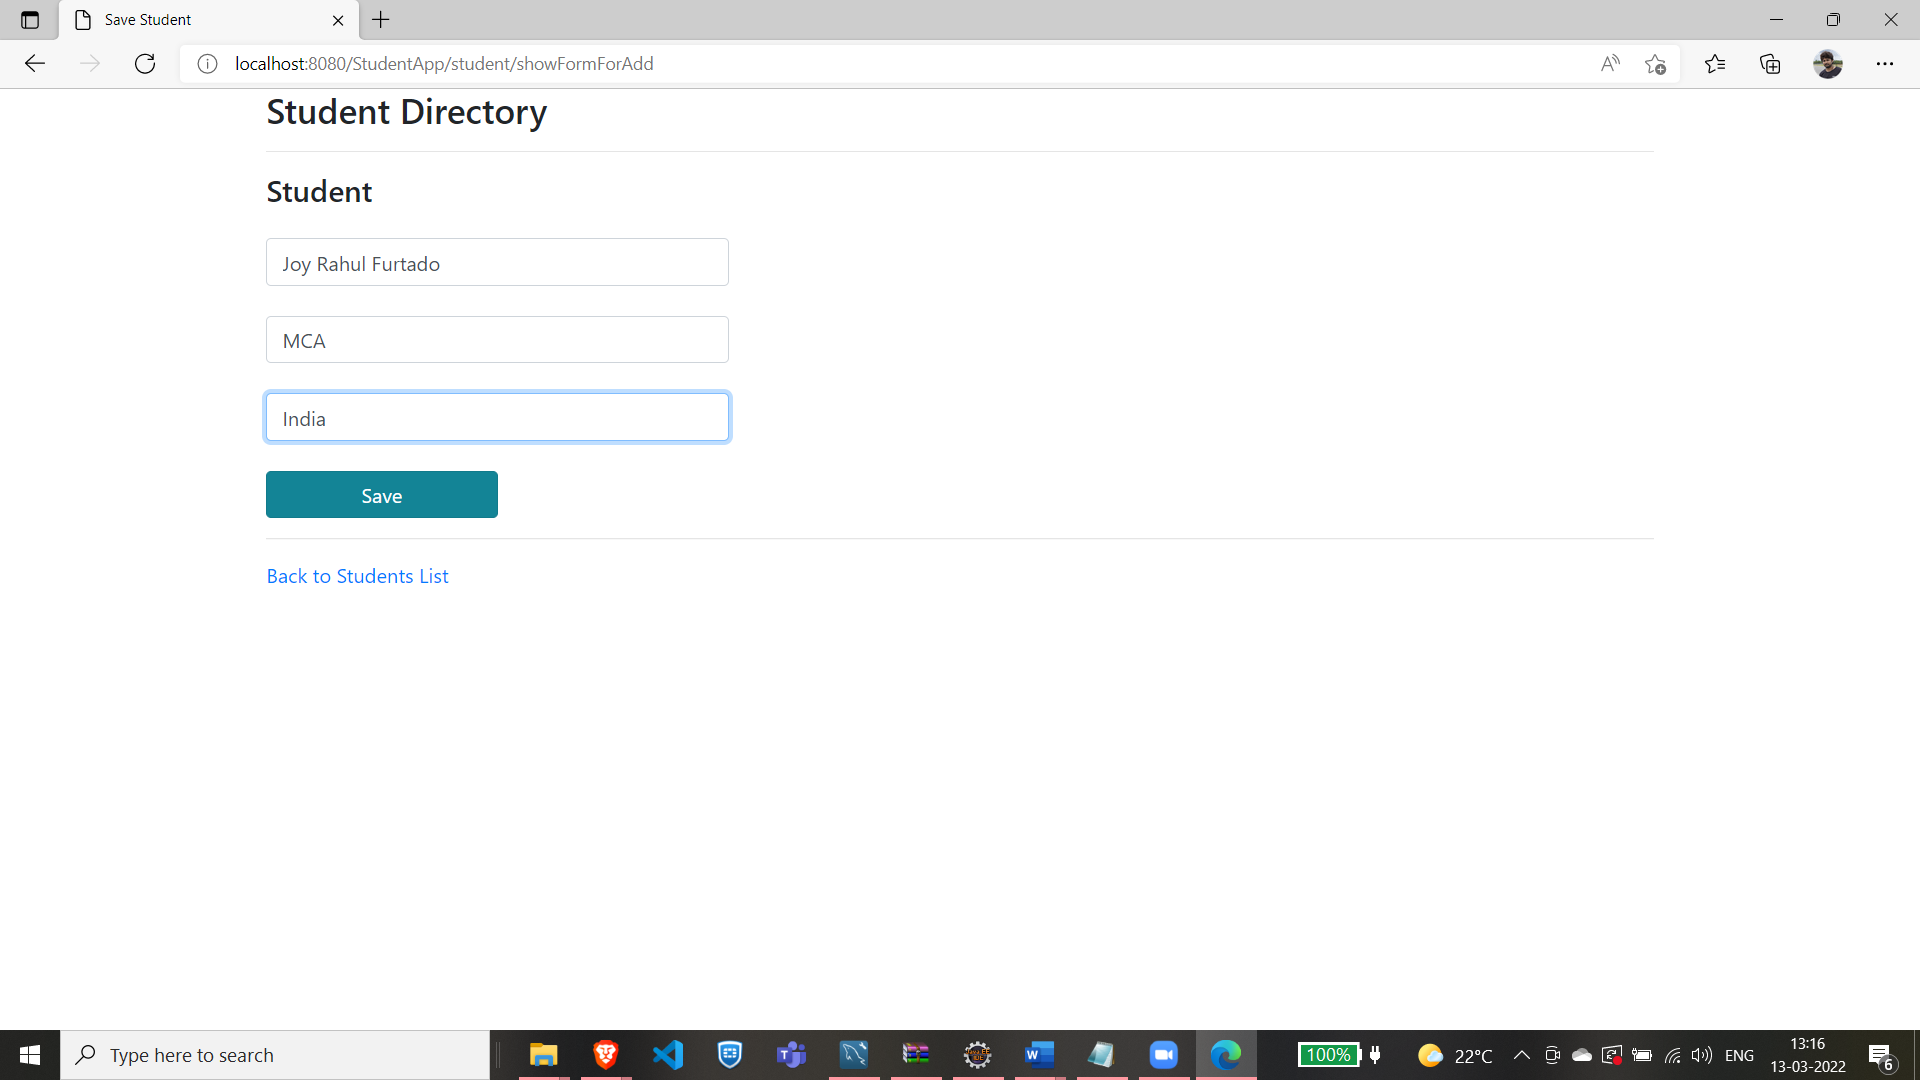 Save Student
localhost:8080/StudentApp/student/showFormForAdd
Student Directory
Student
Joy Rahul Furtado
MCA
India
Save
Back to Students List
Type here to search
100%
22°C
ENG
13:16
13-03-2022
6